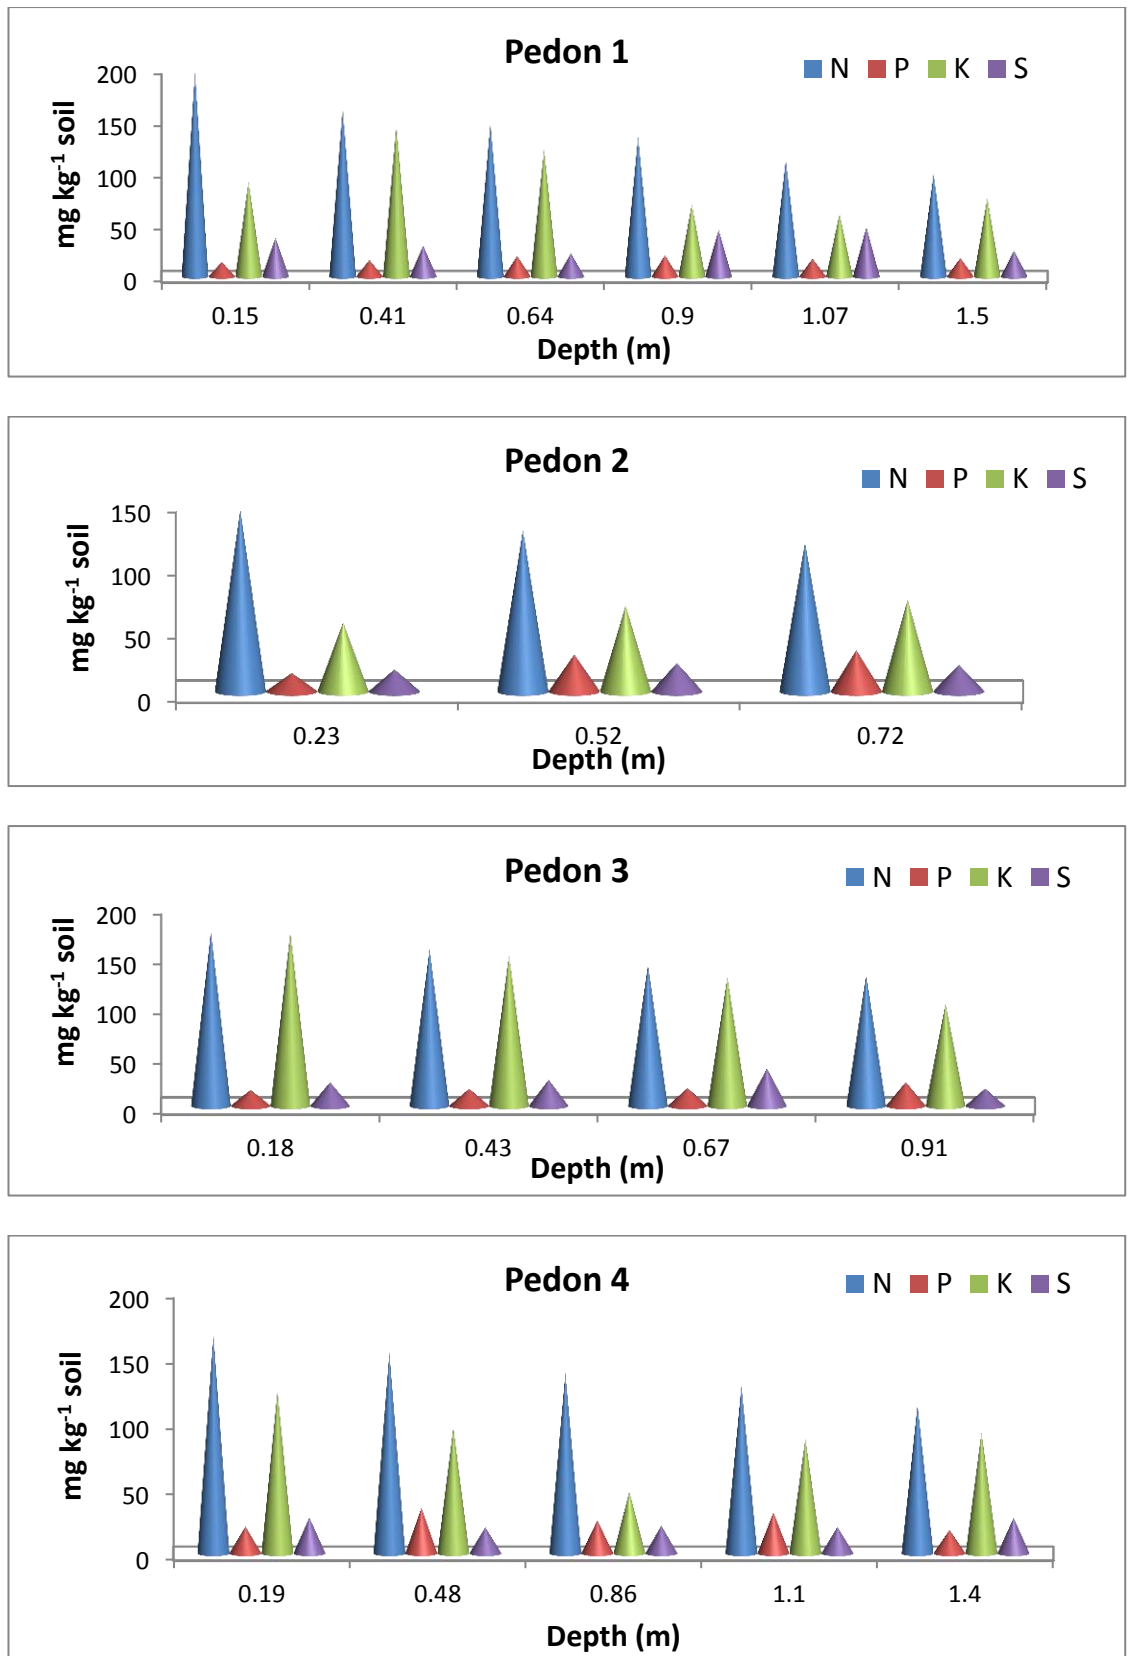 Pedon 1
N P K S
mg kg⁻¹ soil
200
150
100
50
0
0.15 0.41 0.64 0.9 1.07 1.5
Depth (m)
Pedon 2
N P K S
mg kg⁻¹ soil
150
100
50
0
0.23 0.52 0.72
Depth (m)
Pedon 3
N P K S
mg kg⁻¹ soil
200
150
100
50
0
0.18 0.43 0.67 0.91
Depth (m)
Pedon 4
N P K S
mg kg⁻¹ soil
200
150
100
50
0
0.19 0.48 0.86 1.1 1.4
Depth (m)